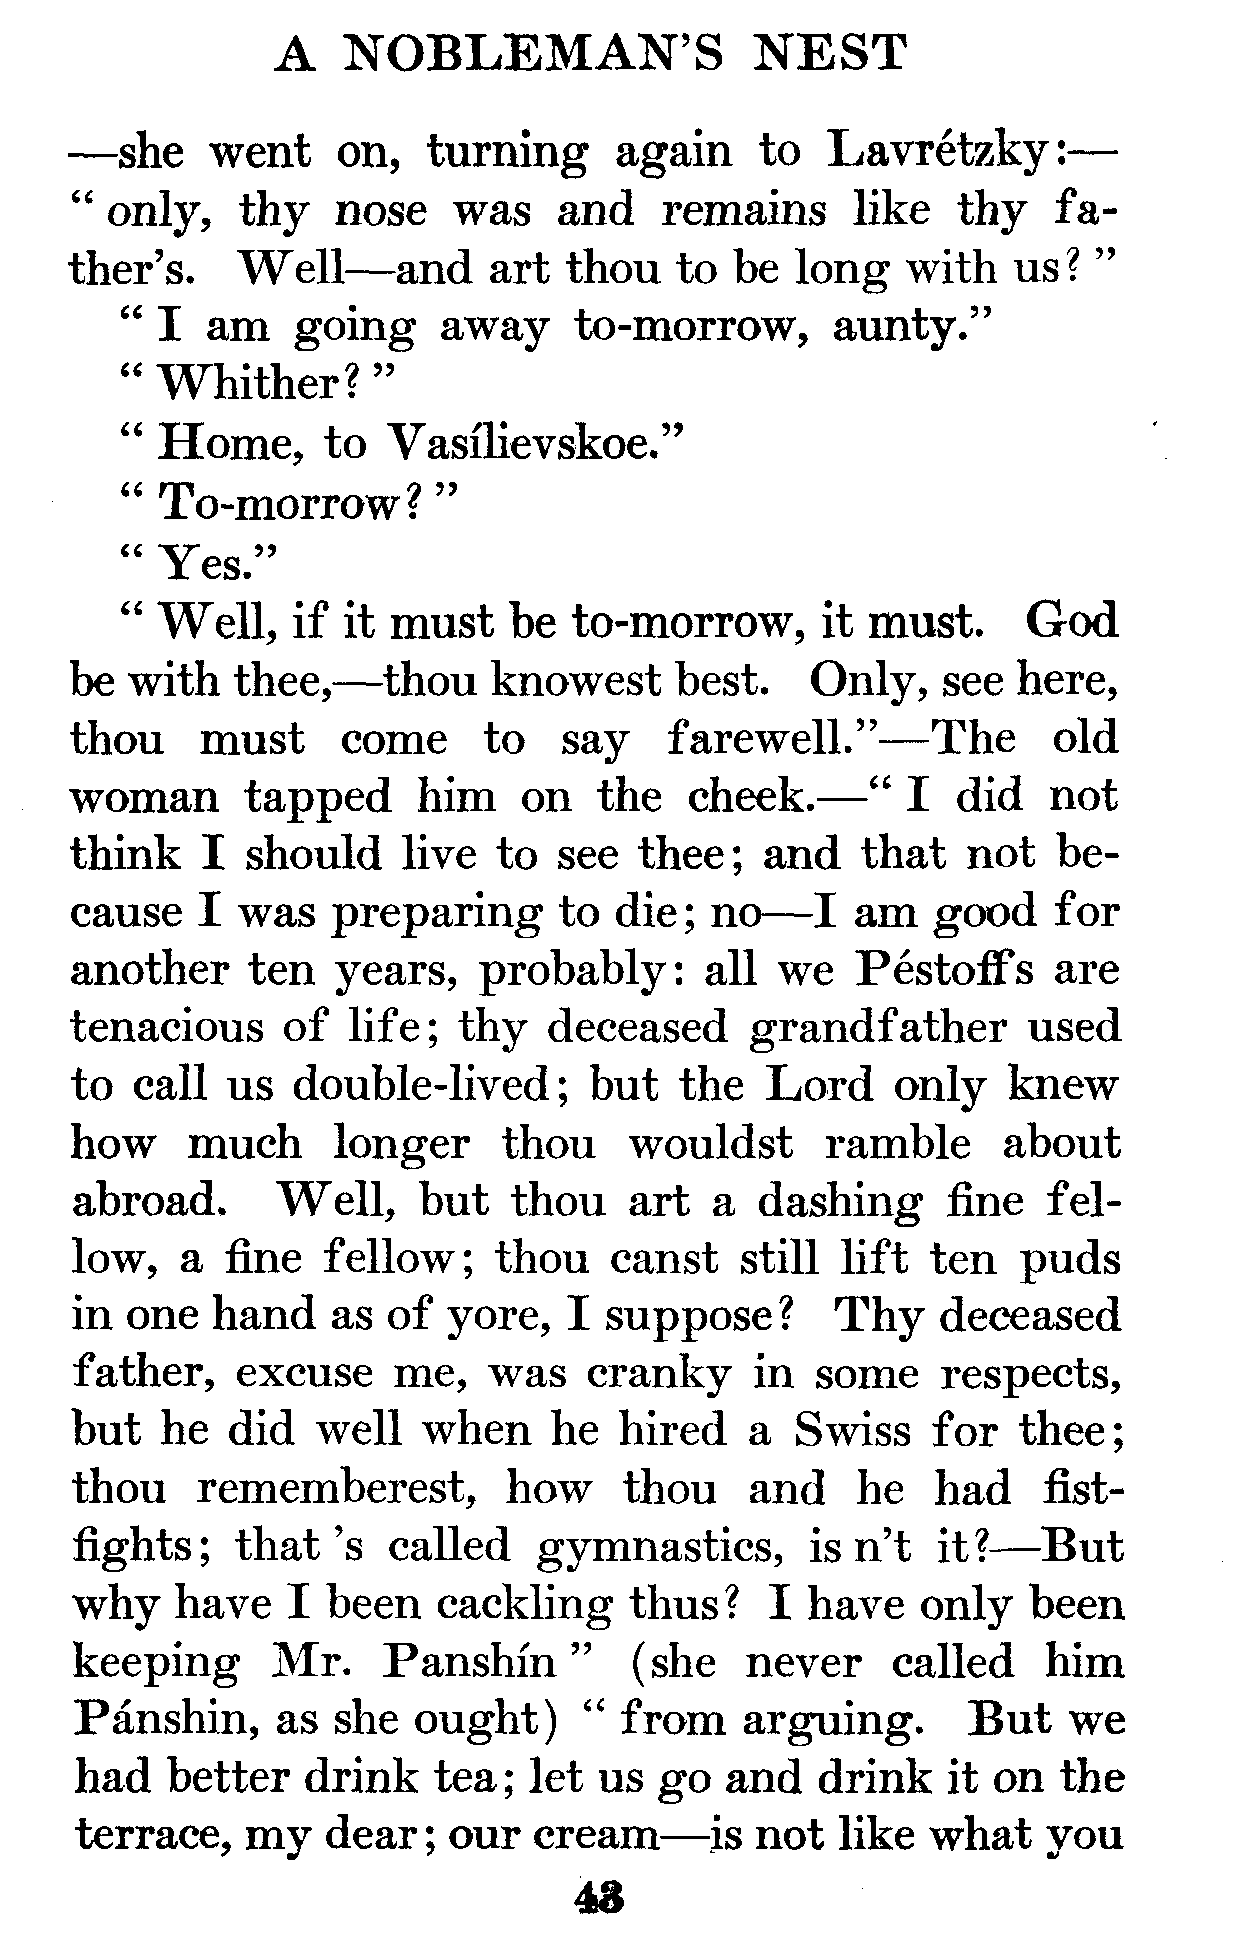 A NOBLEMAN'S NEST
—she went on, turning again to Lavrétzky:—
“ only, thy nose was and remains like thy fa-
ther's. Well—and art thou to be long with us? ”
“ I am going away to-morrow, aunty.”
“ Whither? ”
“ Home, to Vasílievskoe.”
“ To-morrow? ”
“ Yes.”
“ Well, if it must be to-morrow, it must. God
be with thee,—thou knowest best. Only, see here,
thou must come to say farewell.”—The old
woman tapped him on the cheek.—“ I did not
think I should live to see thee; and that not be-
cause I was preparing to die; no—I am good for
another ten years, probably: all we Péstoffs are
tenacious of life; thy deceased grandfather used
to call us double-lived; but the Lord only knew
how much longer thou wouldst ramble about
abroad. Well, but thou art a dashing fine fel-
low, a fine fellow; thou canst still lift ten puds
in one hand as of yore, I suppose? Thy deceased
father, excuse me, was cranky in some respects,
but he did well when he hired a Swiss for thee;
thou rememberest, how thou and he had fist-
fights; that 's called gymnastics, is n't it?—But
why have I been cackling thus? I have only been
keeping Mr. Panshín ” (she never called him
Pánshin, as she ought) “ from arguing. But we
had better drink tea; let us go and drink it on the
terrace, my dear; our cream—is not like what you
43